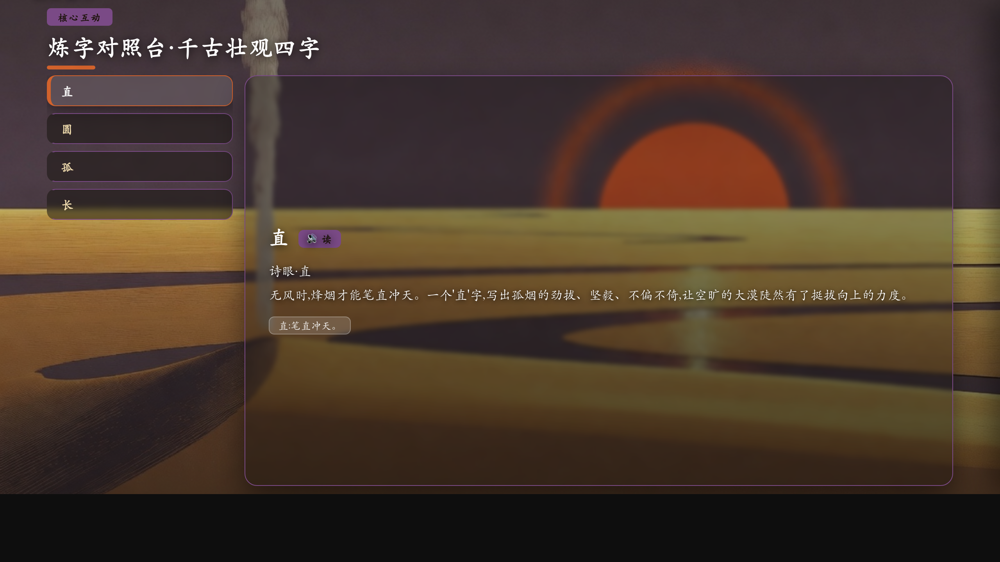 核心互动
炼字对照台·千古壮观四字
直
圆
孤
长
直
🔊 读
诗眼·直
无风时,烽烟才能笔直冲天。一个'直'字,写出孤烟的劲拔、坚毅、不偏不倚,让空旷的大漠陡然有了挺拔向上的力度。
直:笔直冲天。